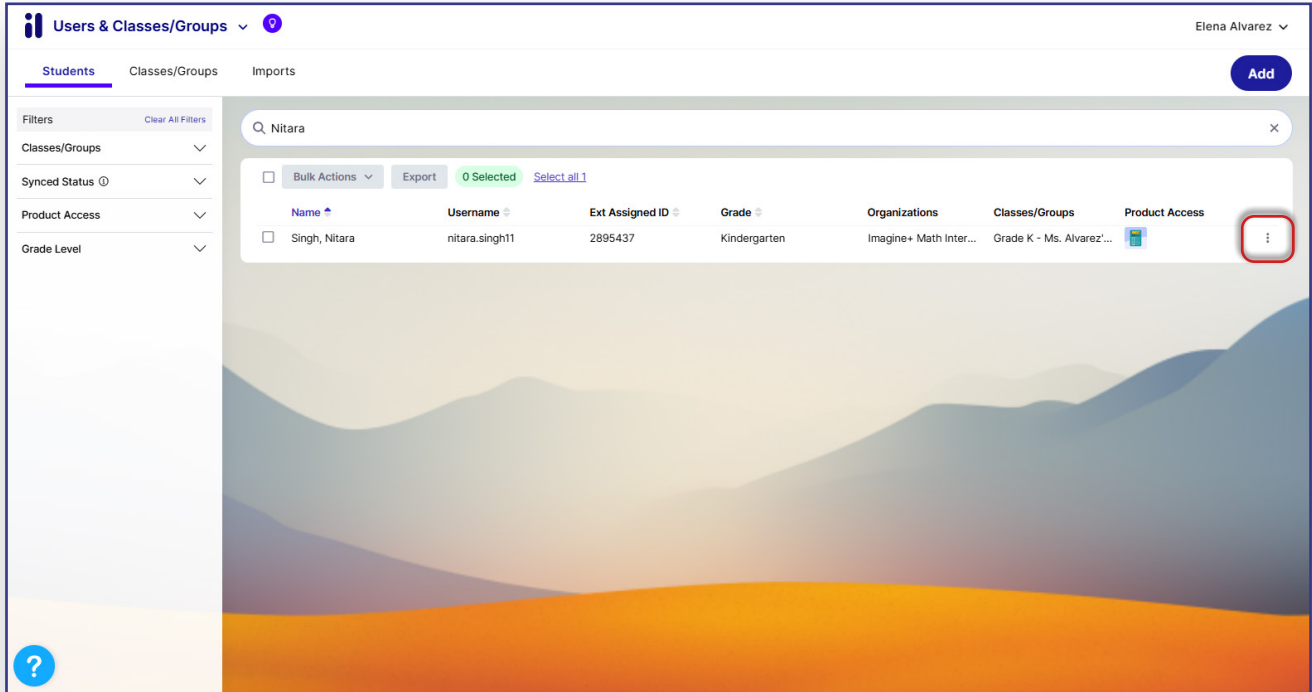 il Users & Classes/Groups Elena Alvarez
Students Classes/Groups Imports Add
Filters Clear All Filters
Classes/Groups
Synced Status
Product Access
Grade Level
Nitara
Bulk Actions Export 0 Selected Select all 1
Name Username Ext Assigned ID Grade Organizations Classes/Groups Product Access
Singh, Nitara nitara.singh11 2895437 Kindergarten Imagine+ Math Inter... Grade K - Ms. Alvarez'...
?